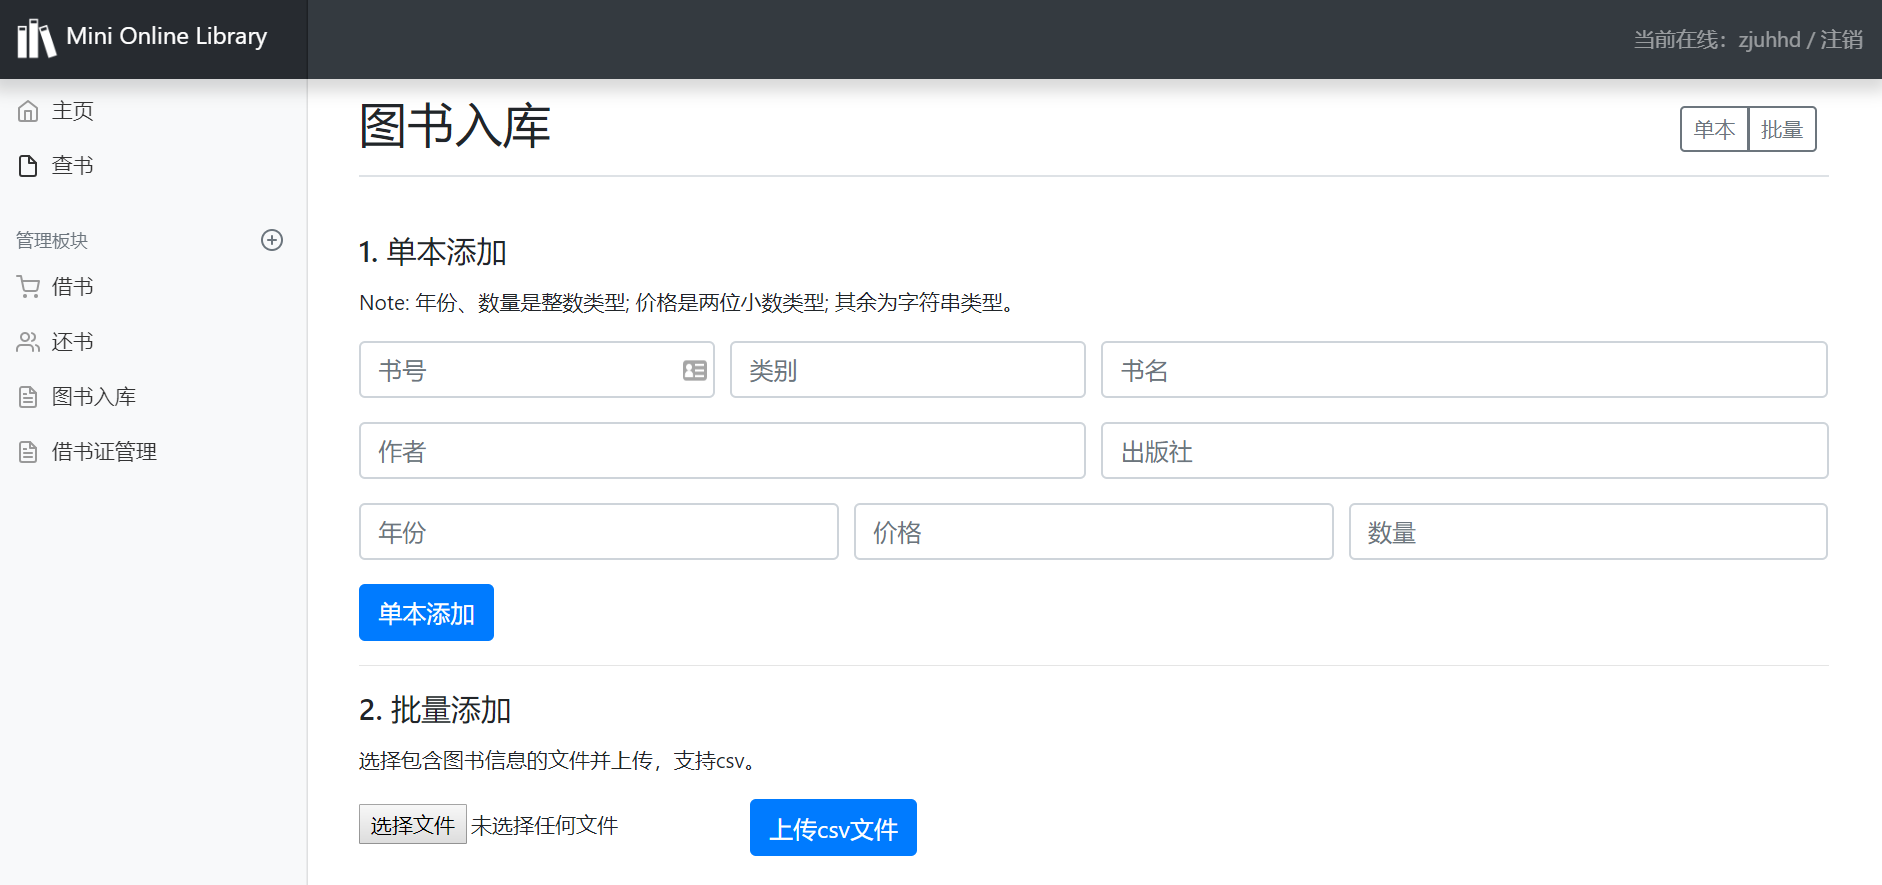 Mini Online Library
当前在线：zjuhhd / 注销
主页
查书
管理板块
借书
还书
图书入库
借书证管理
图书入库
单本 批量
1. 单本添加
Note: 年份、数量是整数类型; 价格是两位小数类型; 其余为字符串类型。
书号 类别 书名
作者 出版社
年份 价格 数量
单本添加
2. 批量添加
选择包含图书信息的文件并上传，支持csv。
选择文件 未选择任何文件 上传csv文件